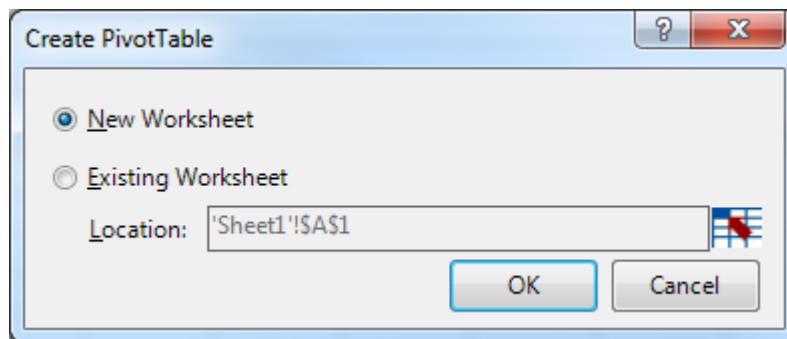 Create PivotTable
New Worksheet
Existing Worksheet
Location: 'Sheet1'!$A$1
OK Cancel